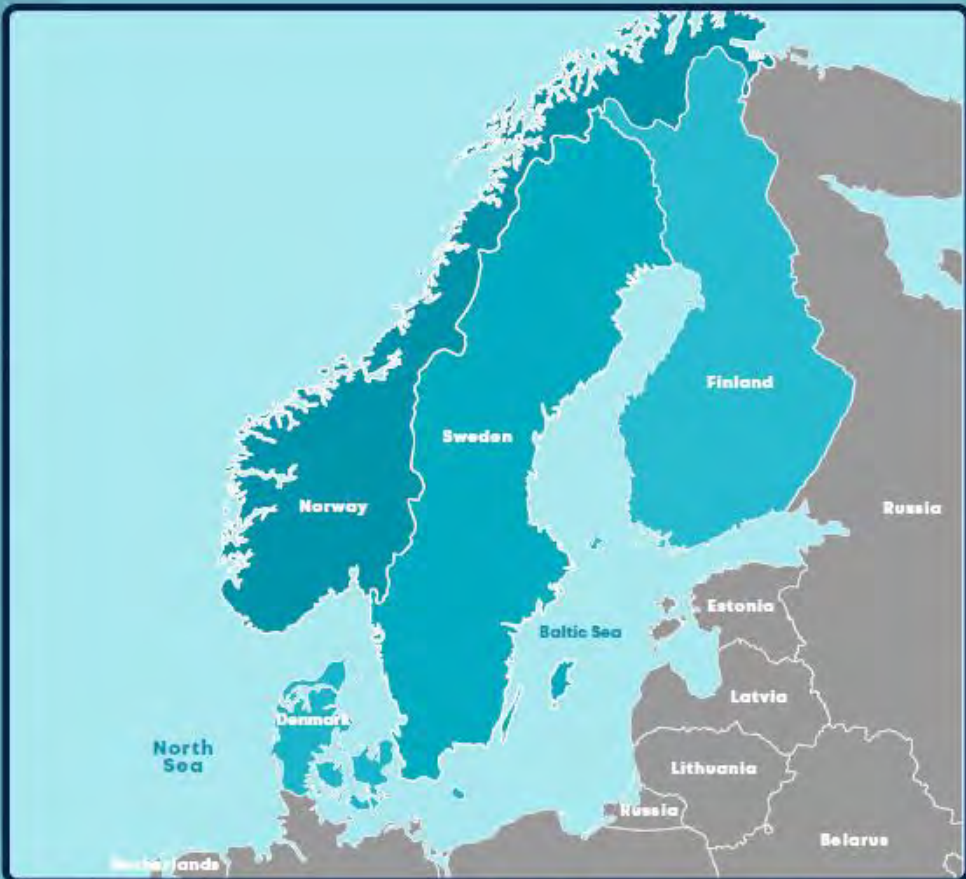 Finland
Sweden
Norway
Russia
Estonia
Baltic Sea
Latvia
Denmark
North
Sea
Lithuania
Russia
Belarus
Netherlands